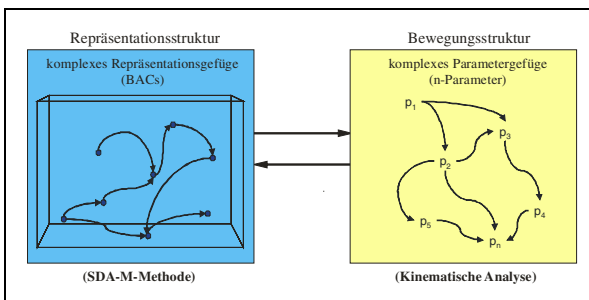 Repräsentationsstruktur
komplexes Repräsentationsgefüge
(BACs)
(SDA-M-Methode)
Bewegungsstruktur
komplexes Parametergefüge
(n-Parameter)
p1
p3
p2
p4
p5
pn
(Kinematische Analyse)